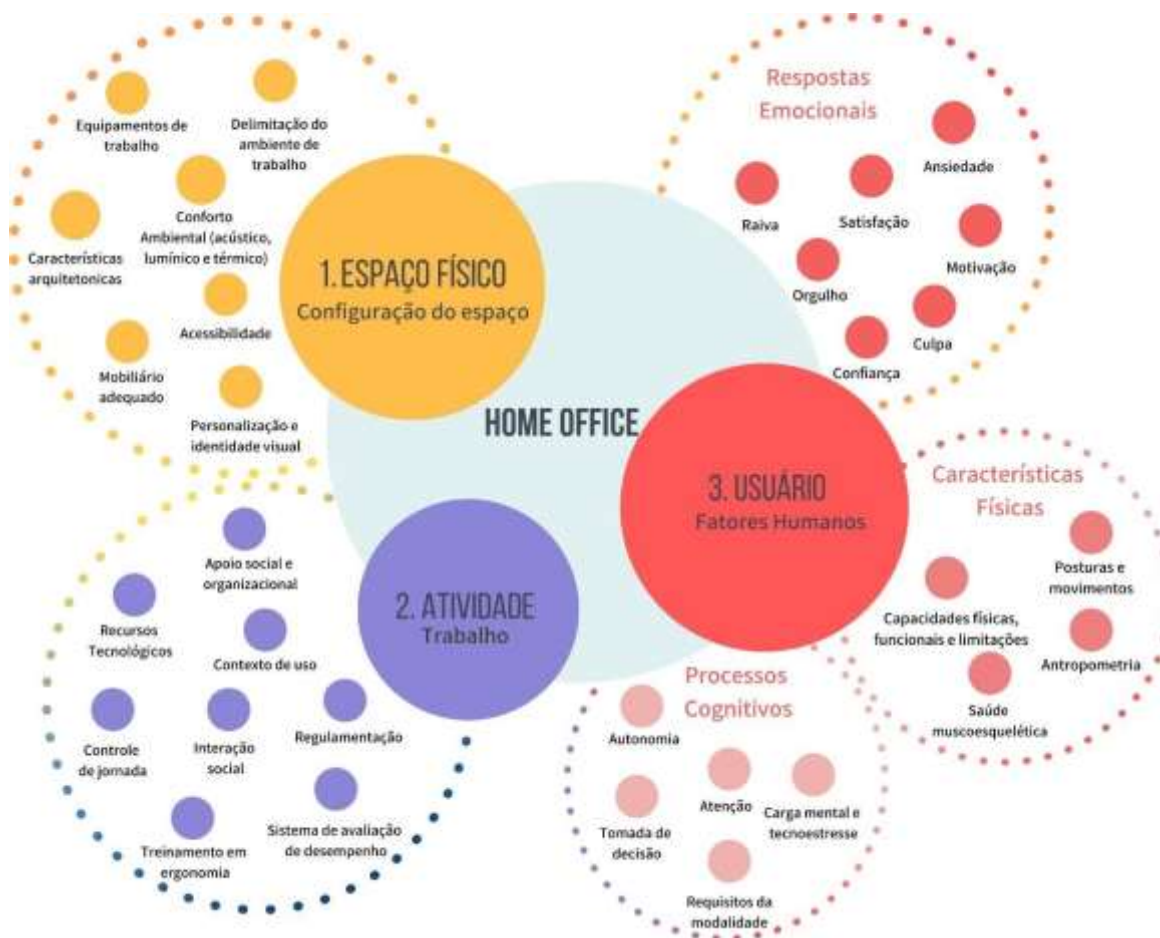 Equipamentos de
trabalho
Delimitação do
ambiente de
trabalho
Características
arquitetonicas
Conforto
Ambiental (acústico,
lumínico e térmico)
Acessibilidade
Mobiliário
adequado
Personalização e
identidade visual
1. ESPAÇO FÍSICO
Configuração do espaço
HOME OFFICE
Respostas
Emocionais
Ansiedade
Raiva
Satisfação
Motivação
Orgulho
Culpa
Confiança
3. USUÁRIO
Fatores Humanos
Características
Físicas
Posturas e
movimentos
Capacidades físicas,
funcionais e limitações
Antropometria
Saúde
muscoesquelética
2. ATIVIDADE
Trabalho
Apoio social e
organizacional
Recursos
Tecnológicos
Contexto de uso
Controle
de jornada
Interação
social
Regulamentação
Treinamento em
ergonomia
Sistema de avaliação
de desempenho
Processos
Cognitivos
Autonomia
Atenção
Carga mental e
tecnoestresse
Tomada de
decisão
Requisitos da
modalidade